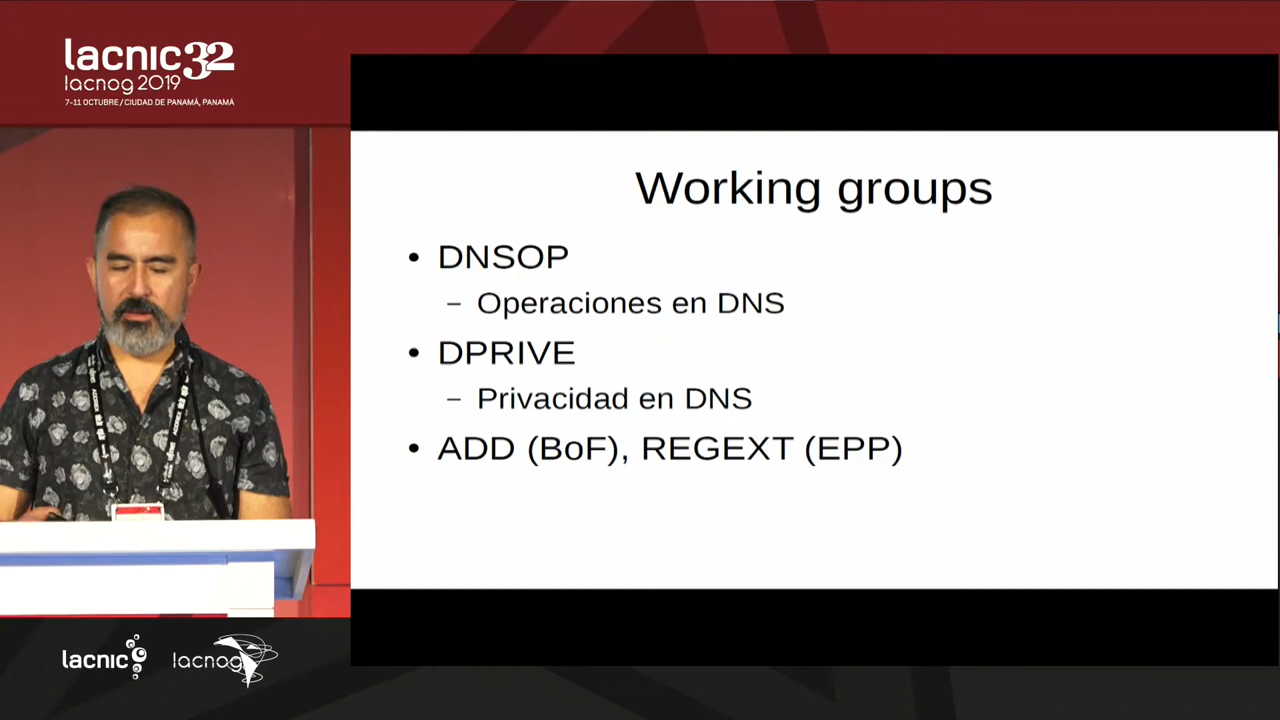 lacnic32
lacnog 2019
7-11 OCTUBRE / CIUDAD DE PANAMÁ, PANAMÁ
Working groups
• DNSOP
– Operaciones en DNS
• DPRIVE
– Privacidad en DNS
• ADD (BoF), REGEXT (EPP)
lacnic
lacnog